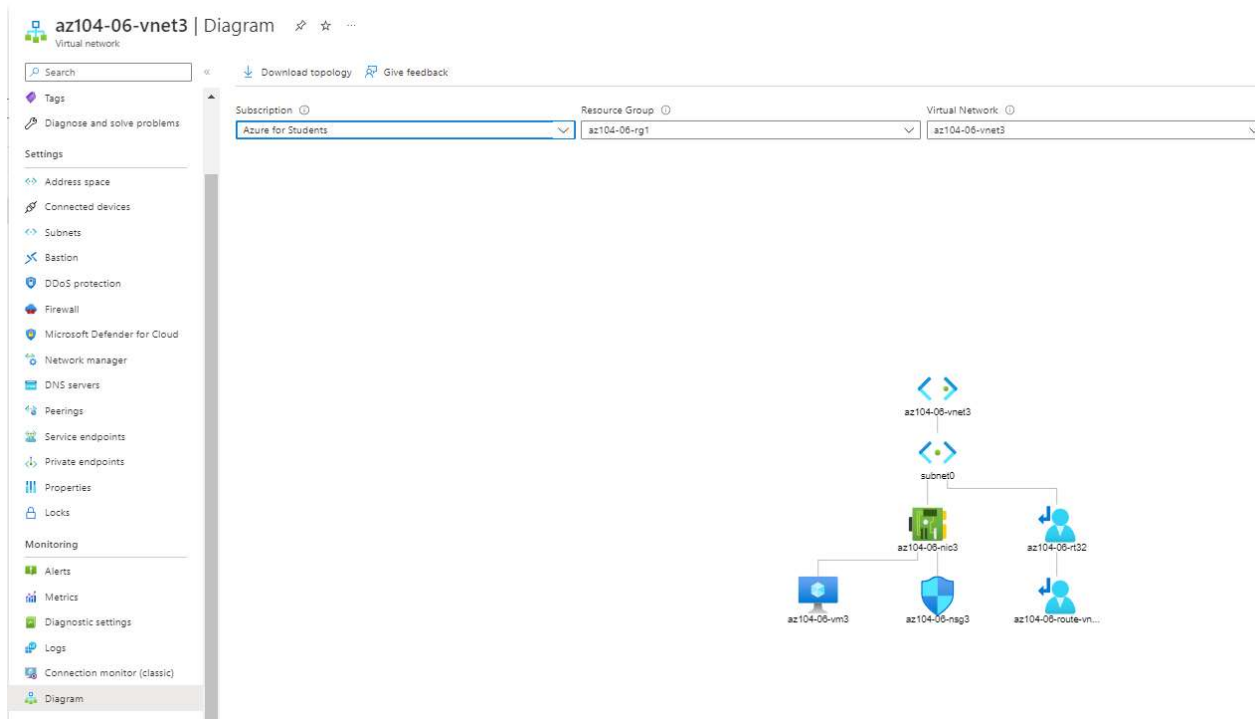 az104-06-vnet3 | Diagram
Virtual network
Search
Download topology Give feedback
Tags
Diagnose and solve problems
Settings
Address space
Connected devices
Subnets
Bastion
DDoS protection
Firewall
Microsoft Defender for Cloud
Network manager
DNS servers
Peerings
Service endpoints
Private endpoints
Properties
Locks
Monitoring
Alerts
Metrics
Diagnostic settings
Logs
Connection monitor (classic)
Diagram
Subscription Resource Group Virtual Network
Azure for Students az104-06-rg1 az104-06-vnet3
az104-06-vnet3
subnet0
az104-06-nic3 az104-06-rt32
az104-06-vm3 az104-06-nsg3 az104-06-route-vn...